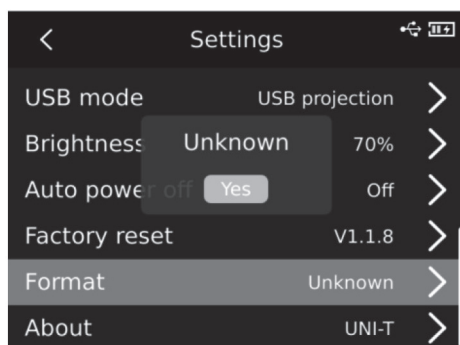 Settings
USB mode USB projection
Brightness 70%
Unknown
Auto power off Off
Yes
Factory reset V1.1.8
Format Unknown
About UNI-T